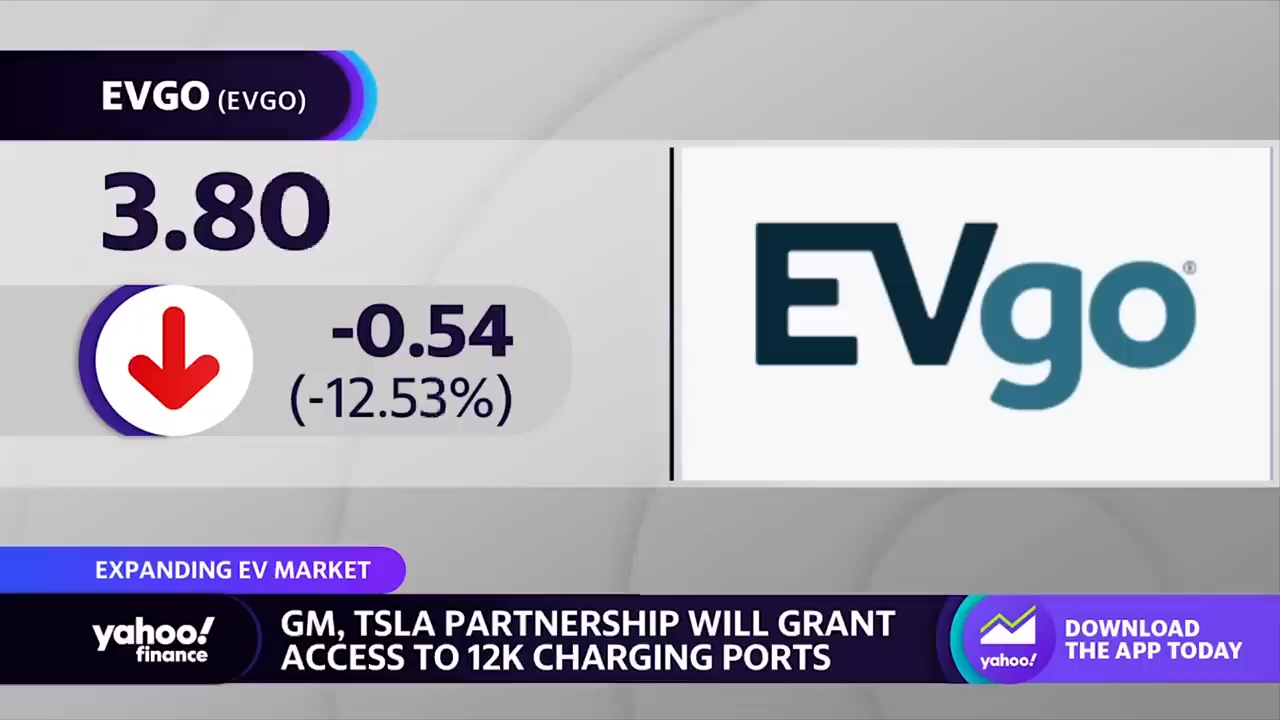 EVGO (EVGO)
3.80
-0.54
(-12.53%)
EVgo®
EXPANDING EV MARKET
yahoo!
finance
GM, TSLA PARTNERSHIP WILL GRANT
ACCESS TO 12K CHARGING PORTS
yahoo!
DOWNLOAD
THE APP TODAY